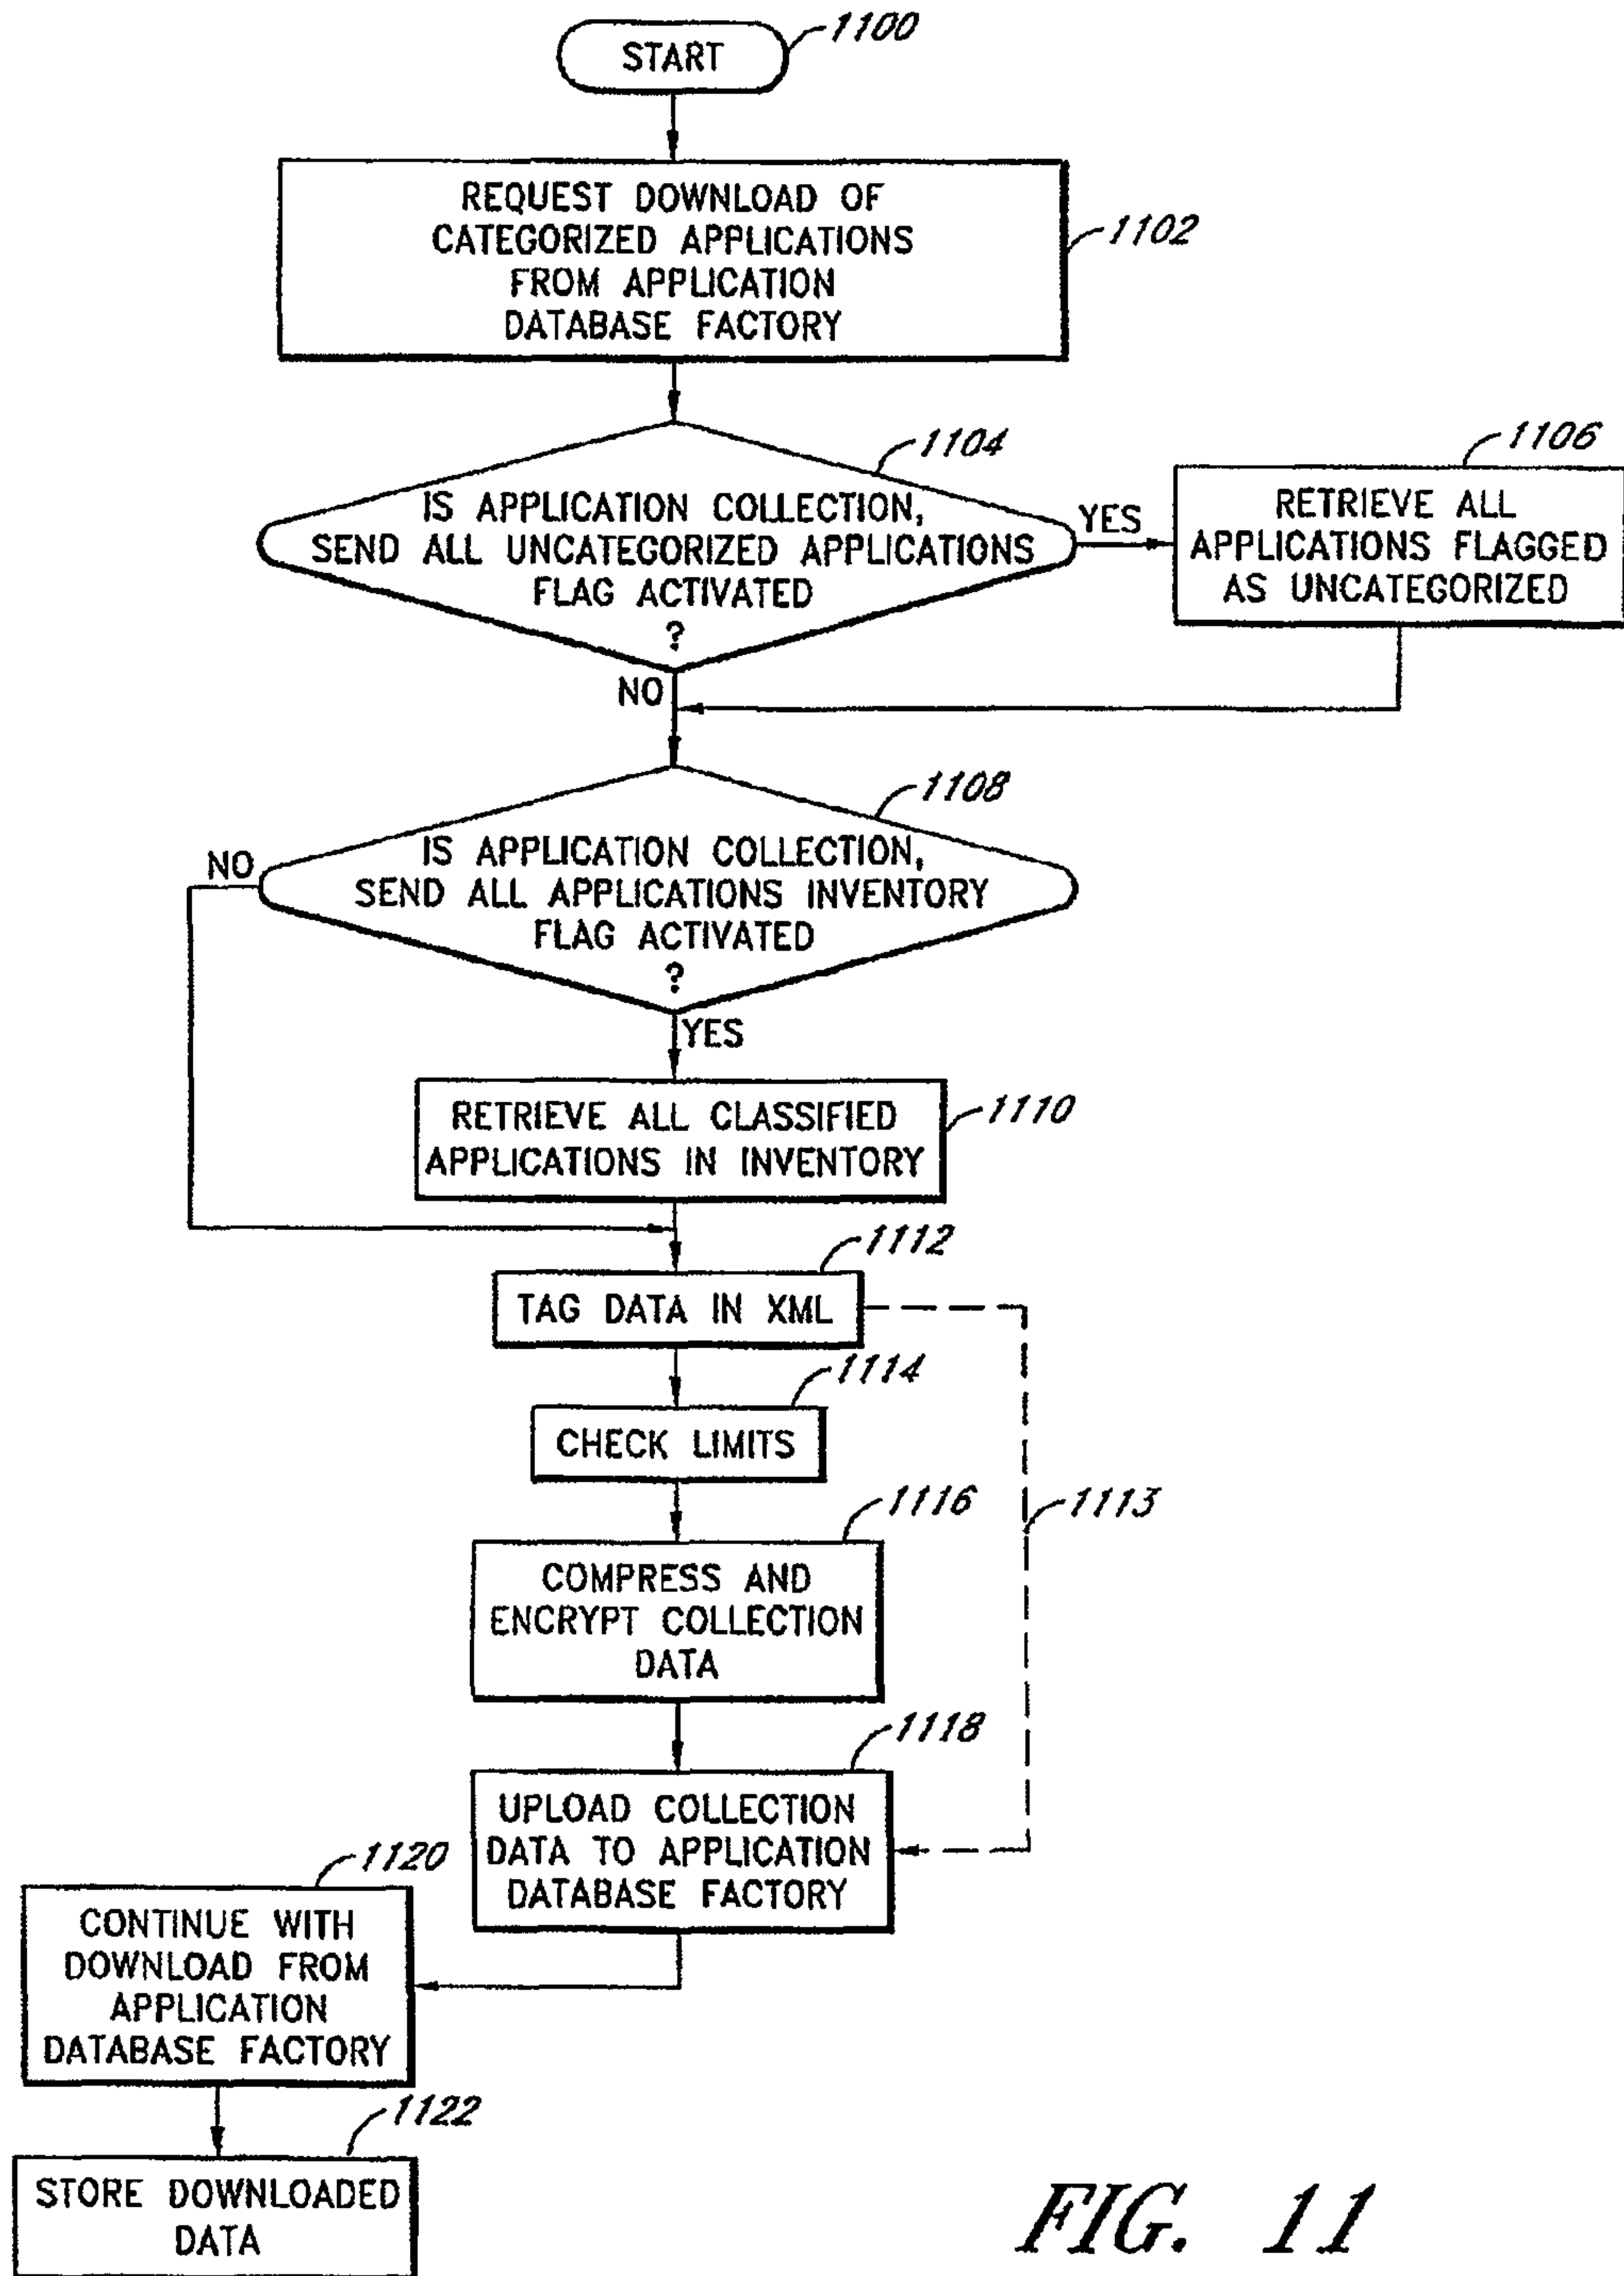 START
1100
REQUEST DOWNLOAD OF
CATEGORIZED APPLICATIONS
FROM APPLICATION
DATABASE FACTORY
1102
1104
IS APPLICATION COLLECTION,
SEND ALL UNCATEGORIZED APPLICATIONS
FLAG ACTIVATED
?
YES
1106
RETRIEVE ALL
APPLICATIONS FLAGGED
AS UNCATEGORIZED
NO
1108
IS APPLICATION COLLECTION,
SEND ALL APPLICATIONS INVENTORY
FLAG ACTIVATED
?
NO
YES
RETRIEVE ALL CLASSIFIED
APPLICATIONS IN INVENTORY
1110
1112
TAG DATA IN XML
1114
CHECK LIMITS
1113
1116
COMPRESS AND
ENCRYPT COLLECTION
DATA
1118
UPLOAD COLLECTION
DATA TO APPLICATION
DATABASE FACTORY
1120
CONTINUE WITH
DOWNLOAD FROM
APPLICATION
DATABASE FACTORY
1122
STORE DOWNLOADED
DATA
FIG. 11